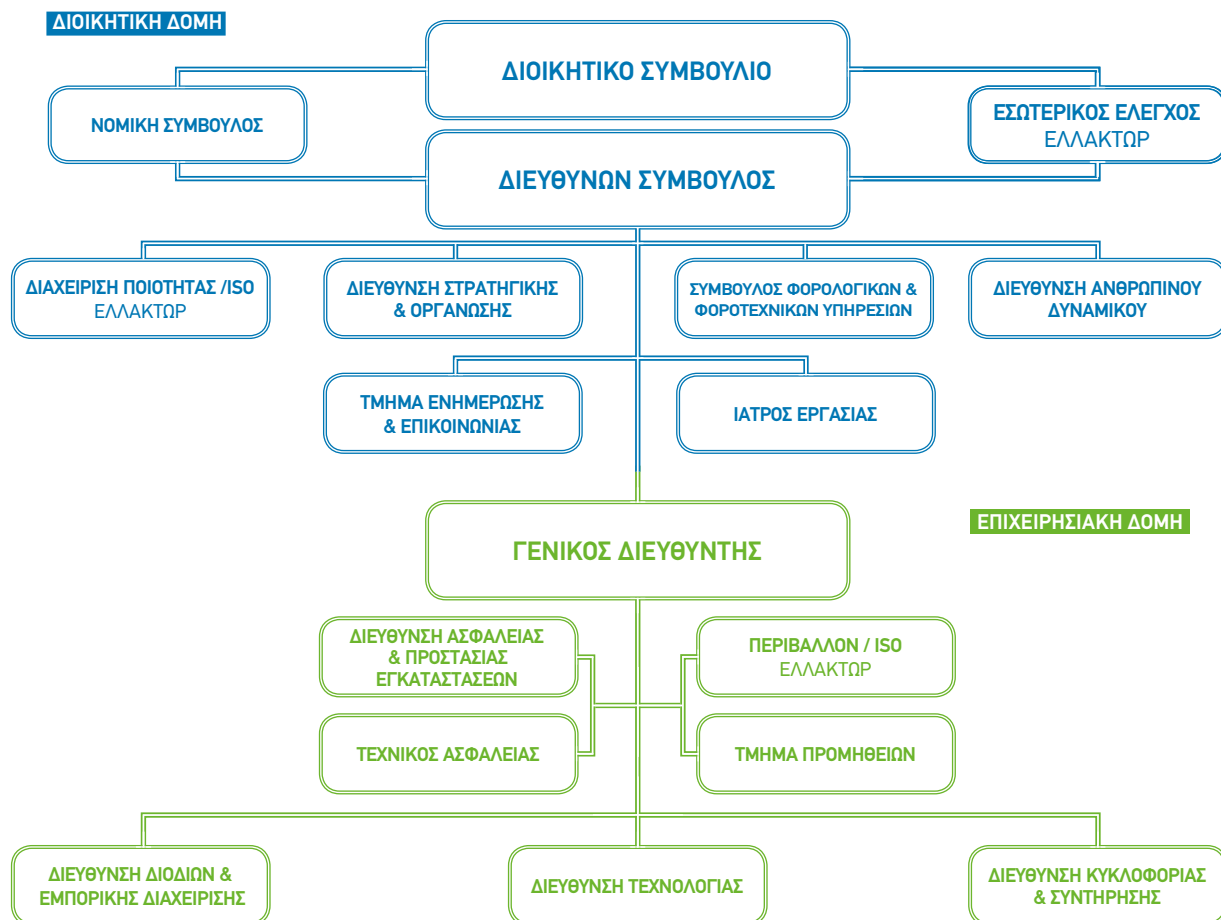 ΔΙΟΙΚΗΤΙΚΗ ΔΟΜΗ
ΔΙΟΙΚΗΤΙΚΟ ΣΥΜΒΟΥΛΙΟ
ΝΟΜΙΚΗ ΣΥΜΒΟΥΛΟΣ
ΕΣΩΤΕΡΙΚΟΣ ΕΛΕΓΧΟΣ
ΕΛΛΑΚΤΩΡ
ΔΙΕΥΘΥΝΩΝ ΣΥΜΒΟΥΛΟΣ
ΔΙΑΧΕΙΡΙΣΗ ΠΟΙΟΤΗΤΑΣ /ISO
ΕΛΛΑΚΤΩΡ
ΔΙΕΥΘΥΝΣΗ ΣΤΡΑΤΗΓΙΚΗΣ
& ΟΡΓΑΝΩΣΗΣ
ΣΥΜΒΟΥΛΟΣ ΦΟΡΟΛΟΓΙΚΩΝ &
ΦΟΡΟΤΕΧΝΙΚΩΝ ΥΠΗΡΕΣΙΩΝ
ΔΙΕΥΘΥΝΣΗ ΑΝΘΡΩΠΙΝΟΥ
ΔΥΝΑΜΙΚΟΥ
ΤΜΗΜΑ ΕΝΗΜΕΡΩΣΗΣ
& ΕΠΙΚΟΙΝΩΝΙΑΣ
ΙΑΤΡΟΣ ΕΡΓΑΣΙΑΣ
ΕΠΙΧΕΙΡΗΣΙΑΚΗ ΔΟΜΗ
ΓΕΝΙΚΟΣ ΔΙΕΥΘΥΝΤΗΣ
ΔΙΕΥΘΥΝΣΗ ΑΣΦΑΛΕΙΑΣ
& ΠΡΟΣΤΑΣΙΑΣ
ΕΓΚΑΤΑΣΤΑΣΕΩΝ
ΠΕΡΙΒΑΛΛΟΝ / ISO
ΕΛΛΑΚΤΩΡ
ΤΕΧΝΙΚΟΣ ΑΣΦΑΛΕΙΑΣ
ΤΜΗΜΑ ΠΡΟΜΗΘΕΙΩΝ
ΔΙΕΥΘΥΝΣΗ ΔΙΟΔΙΩΝ &
ΕΜΠΟΡΙΚΗΣ ΔΙΑΧΕΙΡΙΣΗΣ
ΔΙΕΥΘΥΝΣΗ ΤΕΧΝΟΛΟΓΙΑΣ
ΔΙΕΥΘΥΝΣΗ ΚΥΚΛΟΦΟΡΙΑΣ
& ΣΥΝΤΗΡΗΣΗΣ